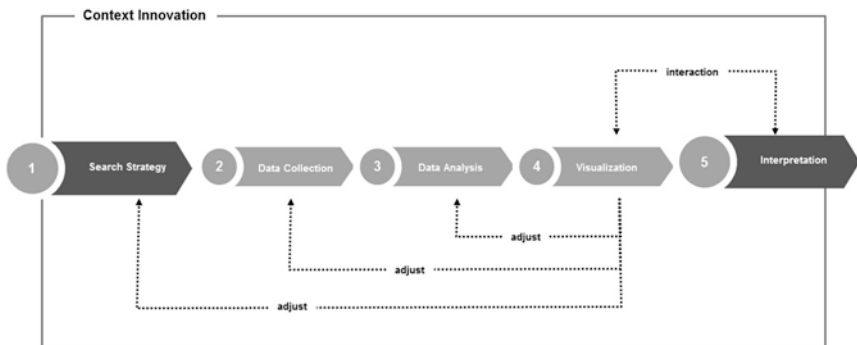 Context Innovation
interaction
1
Search Strategy
2
Data Collection
3
Data Analysis
4
Visualization
5
Interpretation
adjust
adjust
adjust